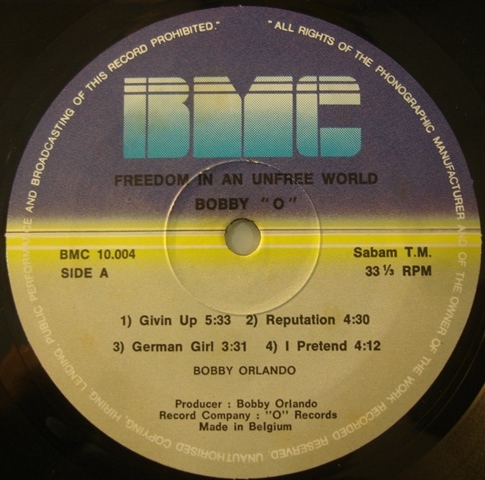 "ALL RIGHTS OF THE PHONOGRAPHIC MANUFACTURER AND OF THE OWNER OF THE WORK RECORDED RESERVED. UNAUTHORISED COPYING, HIRING, LENDING, PUBLIC PERFORMANCE AND BROADCASTING OF THIS RECORD PROHIBITED."
BMC
FREEDOM IN AN UNFREE WORLD
BOBBY "O"
BMC 10.004
Sabam T.M.
SIDE A
33 ⅓ RPM
1) Givin Up 5:33 2) Reputation 4:30
3) German Girl 3:31 4) I Pretend 4:12
BOBBY ORLANDO
Producer : Bobby Orlando
Record Company : "O" Records
Made in Belgium